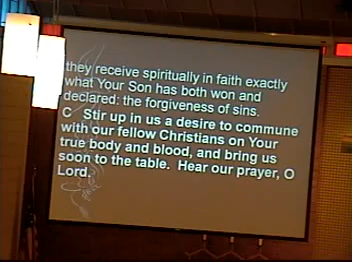 they receive spiritually in faith exactly
what Your Son has both won and
declared: the forgiveness of sins.
C Stir up in us a desire to commune
with our fellow Christians on Your
true body and blood, and bring us
soon to the table. Hear our prayer, O
Lord.